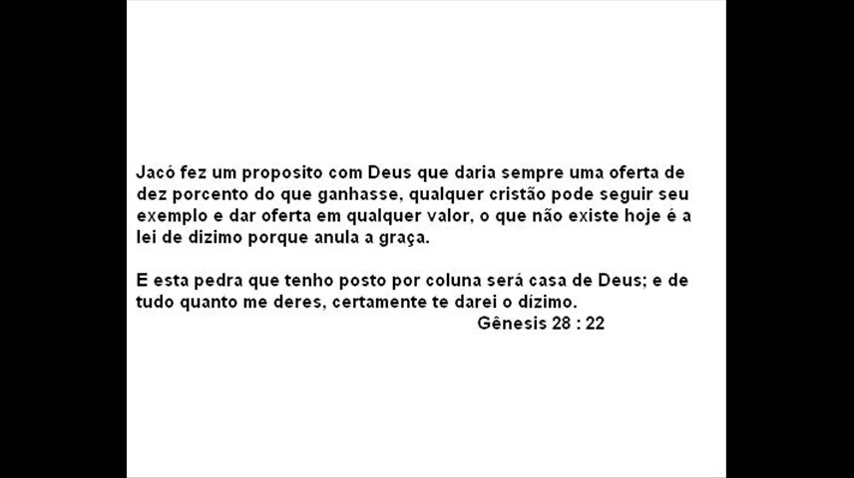 Jacó fez um proposito com Deus que daria sempre uma oferta de
dez porcento do que ganhasse, qualquer cristão pode seguir seu
exemplo e dar oferta em qualquer valor, o que não existe hoje é a
lei de dizimo porque anula a graça.
E esta pedra que tenho posto por coluna será casa de Deus; e de
tudo quanto me deres, certamente te darei o dízimo.
Gênesis 28 : 22